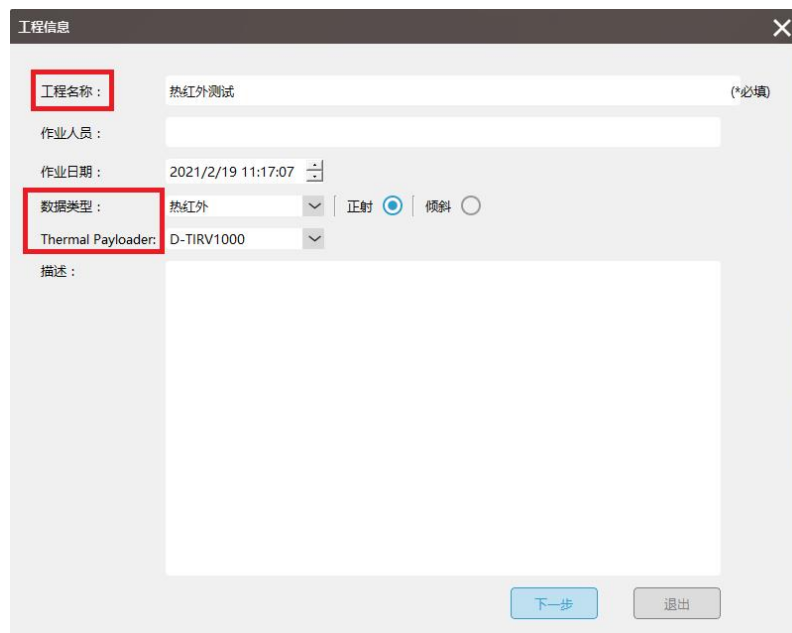 工程信息
工程名称： 热红外测试 (*必填)
作业人员：
作业日期： 2021/2/19 11:17:07
数据类型： 热红外 正射 倾斜
Thermal Payloader: D-TIRV1000
描述：
下一步 退出